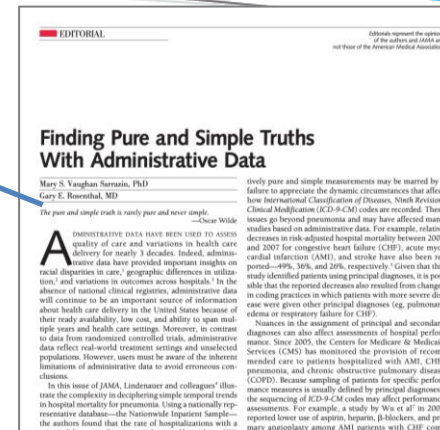 EDITORIAL
Editorials represent the opinions
of the authors and JAMA and
not those of the American Medical Association
Finding Pure and Simple Truths
With Administrative Data
Mary S. Vaughan Sarrazin, PhD
Gary E. Rosenthal, MD
The pure and simple truth is rarely pure and never simple.
—Oscar Wilde
ADMINISTRATIVE DATA HAVE BEEN USED TO ASSESS
quality of care and variations in health care
delivery for nearly 3 decades. Indeed, adminis-
trative data have provided important insights on
racial disparities in care,¹ geographic differences in utiliza-
tion,² and variations in outcomes across hospitals.³ In the
absence of national clinical registries, administrative data
will continue to be an important source of information
about health care delivery in the United States because of
their ready availability, low cost, and ability to span mul-
tiple years and health care settings. Moreover, in contrast
to data from randomized controlled trials, administrative
data reflect real-world treatment settings and unselected
populations. However, users must be aware of the inherent
limitations of administrative data to avoid erroneous con-
clusions.
In this issue of JAMA, Lindenauer and colleagues⁴ illus-
trate the complexity in deciphering simple temporal trends
in hospital mortality for pneumonia. Using a nationally rep-
resentative database—the Nationwide Inpatient Sample—
the authors found that the rate of hospitalizations with a
tively pure and simple measurements may be marred by
failure to appreciate the dynamic circumstances that affec
how International Classification of Diseases, Ninth Revision
Clinical Modification (ICD-9-CM) codes are recorded. Thes
issues go beyond pneumonia and may have affected man
studies based on administrative data. For example, relativ
decreases in risk-adjusted hospital mortality between 200
and 2007 for congestive heart failure (CHF), acute myo
cardial infarction (AMI), and stroke have also been re
ported—49%, 36%, and 26%, respectively. Given that thi
study identified patients using principal diagnoses, it is pos
sible that the reported decreases also resulted from change
in coding practices in which patients with more severe dis
ease were given other principal diagnoses (eg, pulmonar
edema or respiratory failure for CHF).
Nuances in the assignment of principal and secondar
diagnoses can also affect assessments of hospital perfor
mance. Since 2005, the Centers for Medicare & Medicai
Services (CMS) has monitored the provision of recom
mended care to patients hospitalized with AMI, CHF
pneumonia, and chronic obstructive pulmonary diseas
(COPD). Because sampling of patients for specific perfor
mance measures is usually defined by principal diagnoses
the sequencing of ICD-9-CM codes may affect performanc
assessments. For example, a study by Wu et al⁷ in
reported lower use of aspirin, heparin, β-blockers, and pri
mary angioplasty among AMI patients with CHF com